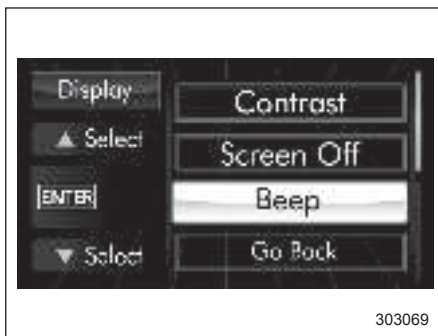 Display
Contrast
▲ Select
Screen Off
ENTER
Beep
▼ Select
Go Back
303069